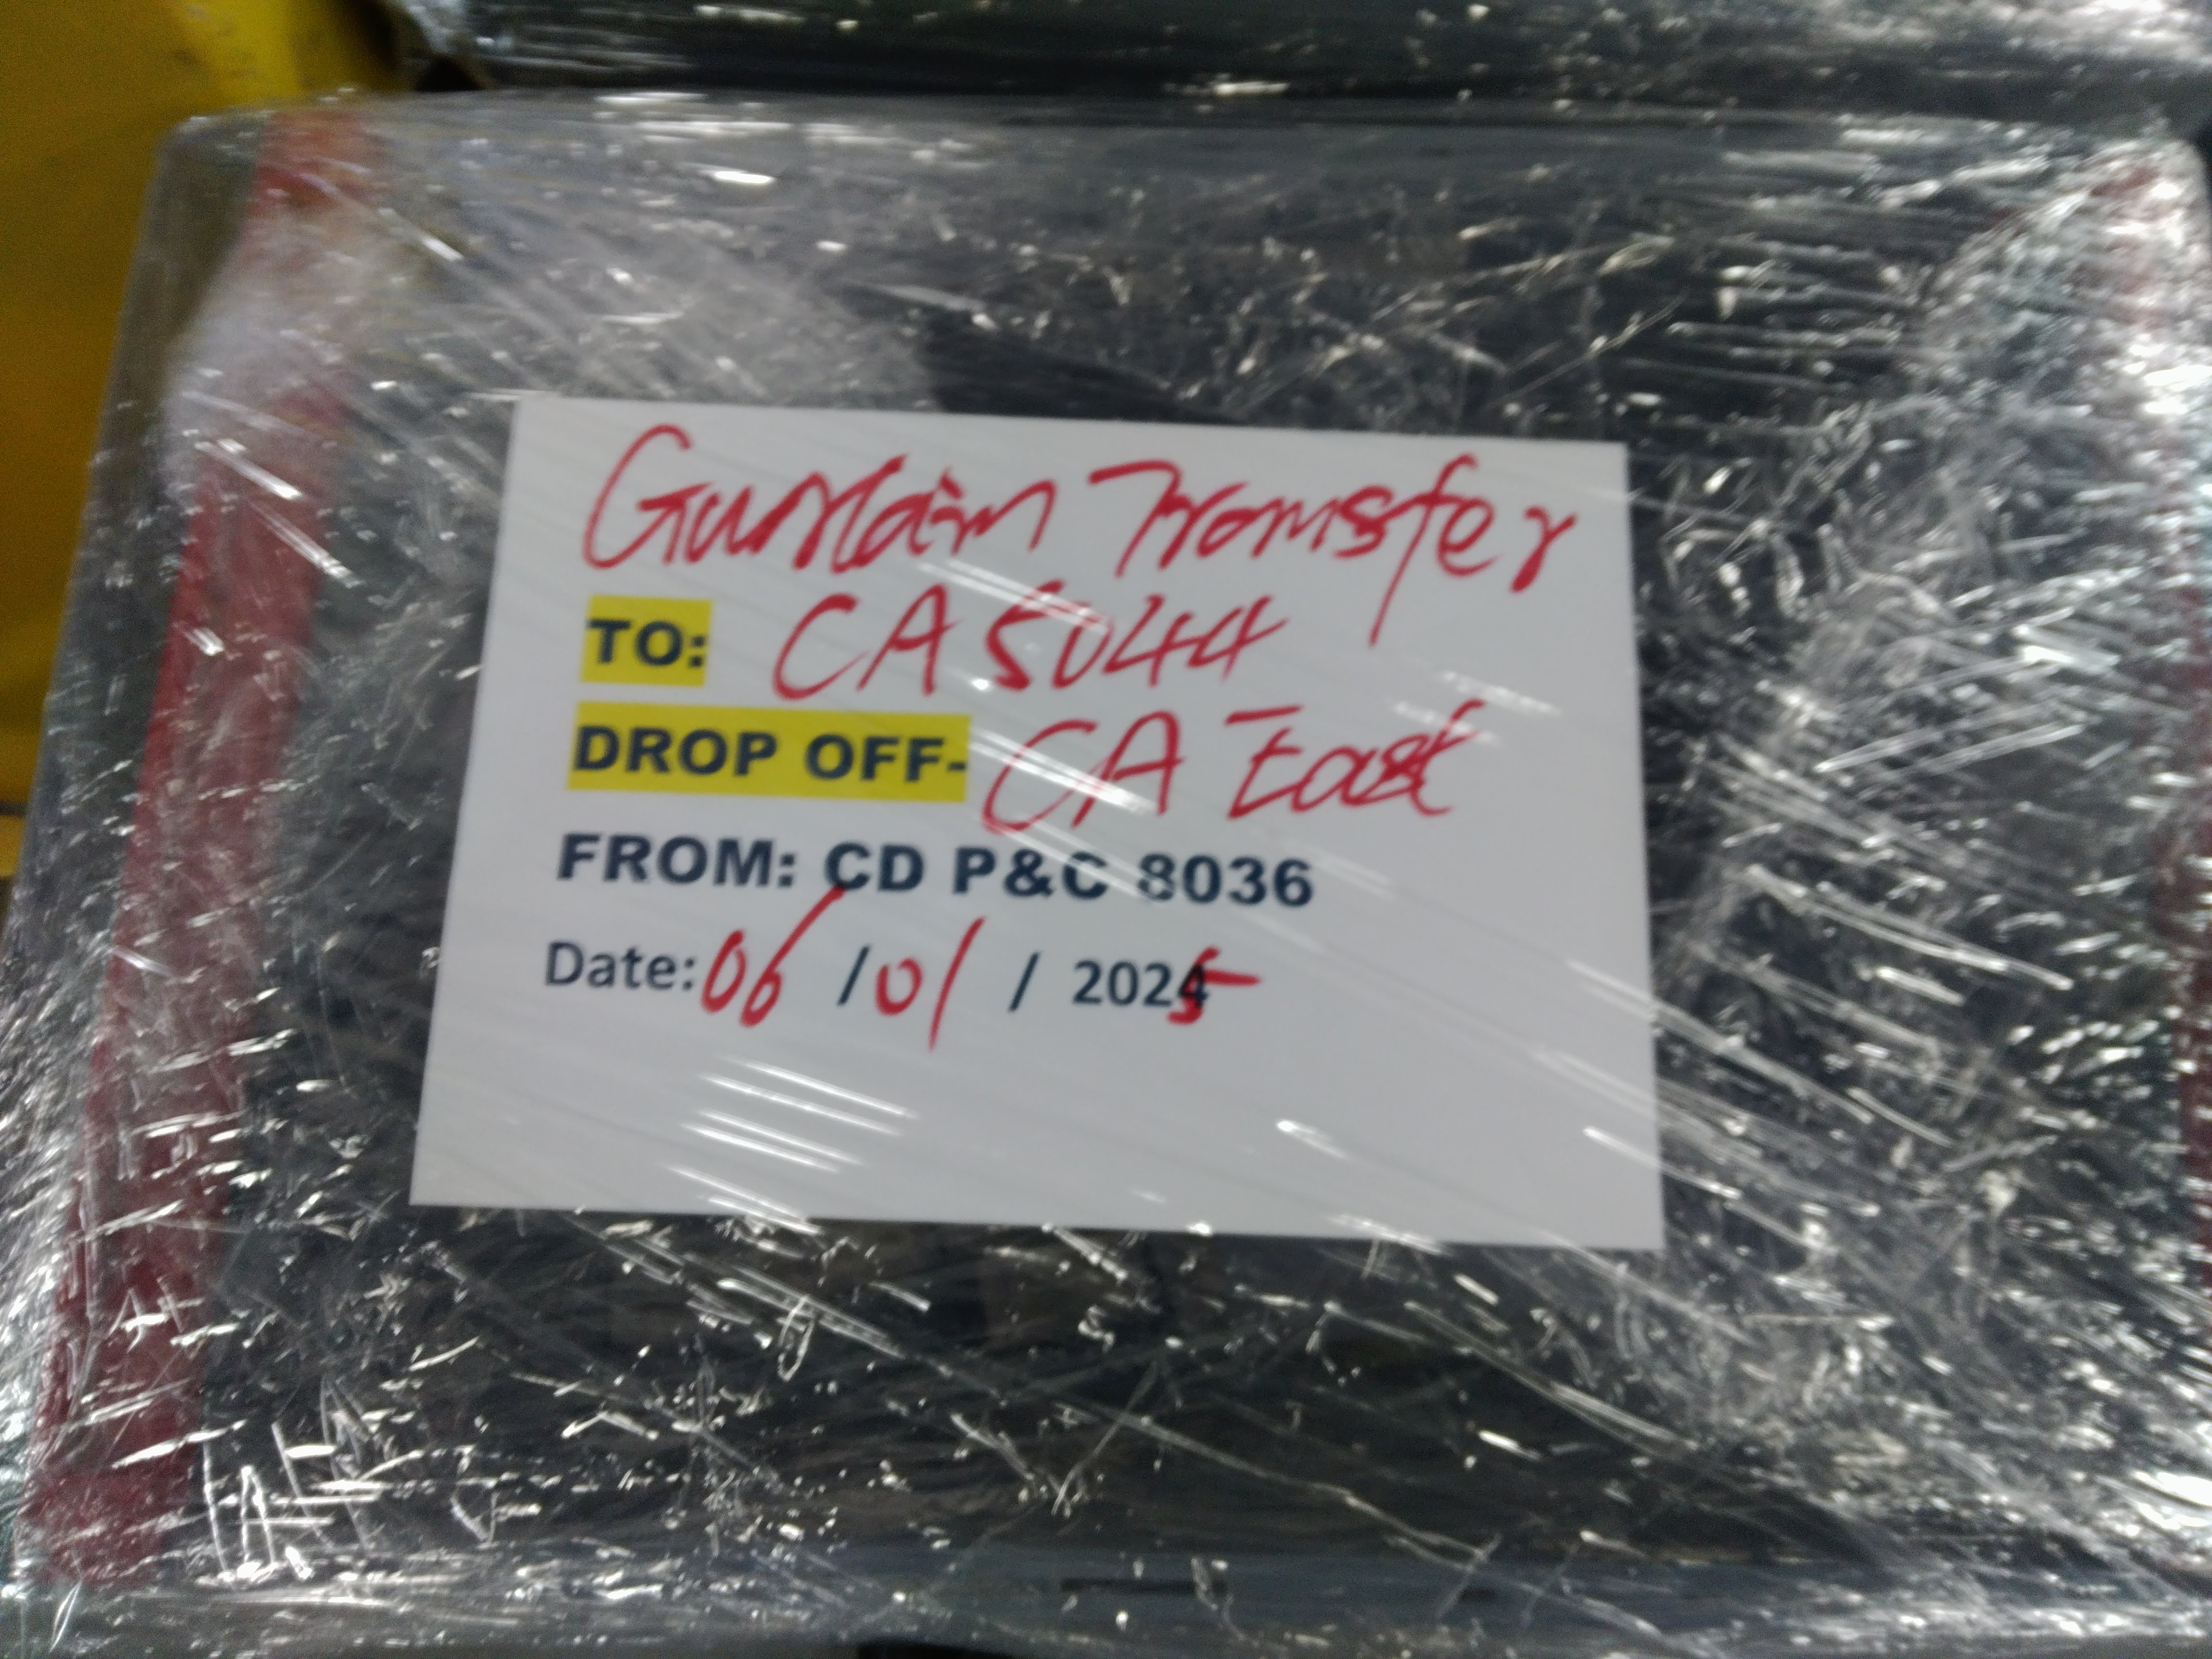 Gurlain Transfer
TO: CA 5044
DROP OFF- CA East
FROM: CD P&C 8036
Date: 06 / 01 / 2025